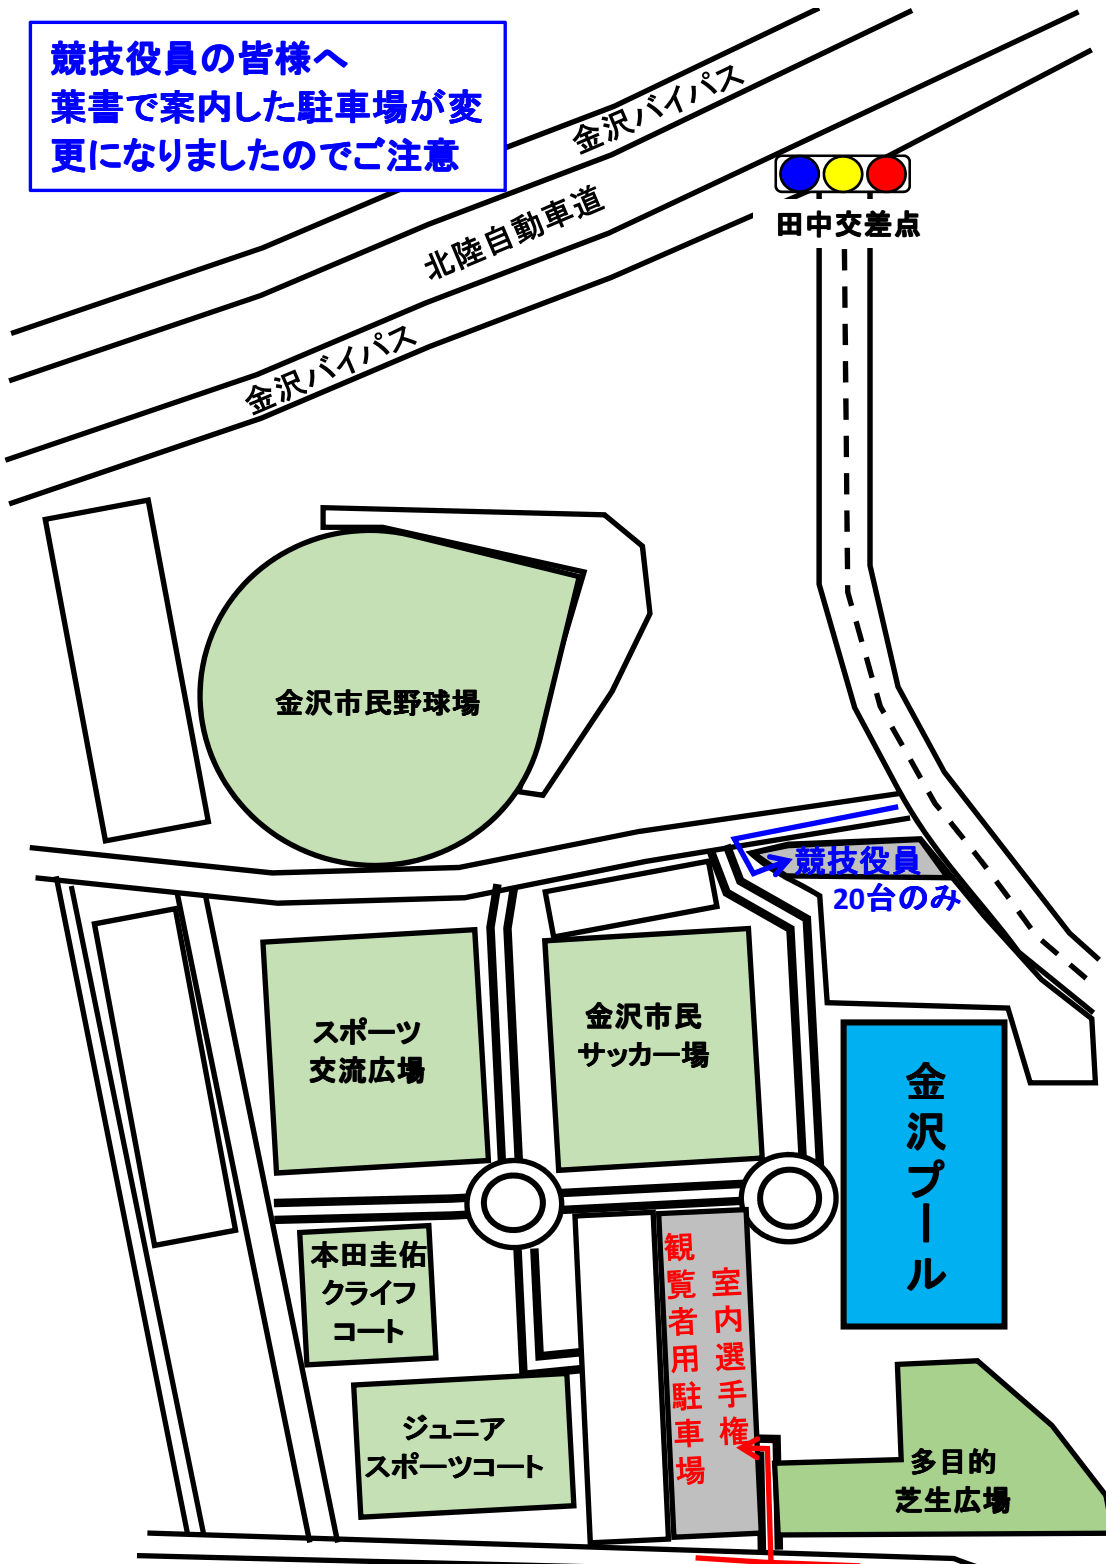 競技役員の皆様へ
葉書で案内した駐車場が変
更になりましたのでご注意
金沢バイパス
北陸自動車道
金沢バイパス
田中交差点
金沢市民野球場
競技役員
20台のみ
スポーツ
交流広場
金沢市民
サッカー場
金沢プール
本田圭佑
クライフ
コート
室内選手権
観覧者用駐車場
ジュニア
スポーツコート
多目的
芝生広場